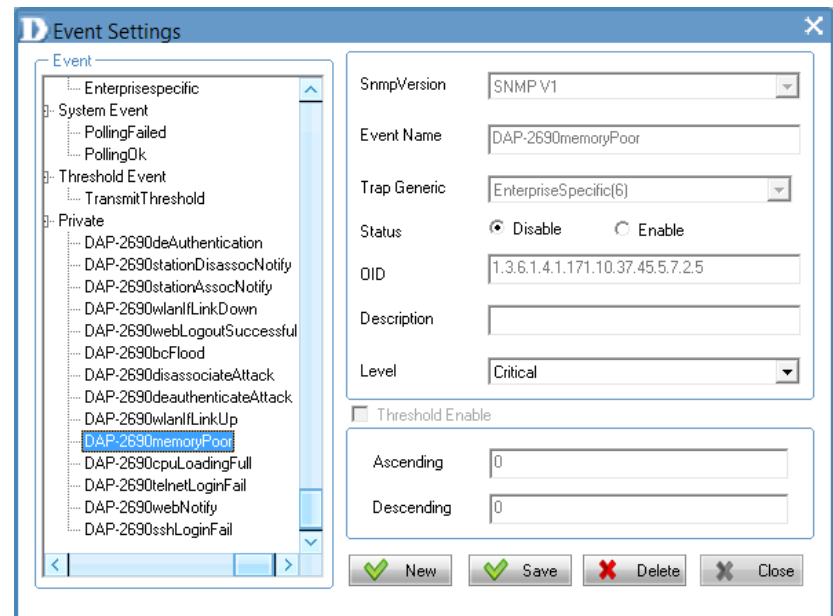 D Event Settings
Event
Enterprisespecific
System Event
PollingFailed
PollingOk
Threshold Event
TransmitThreshold
Private
DAP-2690deAuthentication
DAP-2690stationDisassocNotify
DAP-2690stationAssocNotify
DAP-2690wlanIfLinkDown
DAP-2690webLogoutSuccessful
DAP-2690bcFlood
DAP-2690disassociateAttack
DAP-2690deauthenticateAttack
DAP-2690wlanIfLinkUp
DAP-2690memoryPoor
DAP-2690cpuLoadingFull
DAP-2690telnetLoginFail
DAP-2690webNotify
DAP-2690sshLoginFail
SnmpVersion SNMP V1
Event Name DAP-2690memoryPoor
Trap Generic EnterpriseSpecific(6)
Status Disable Enable
OID 1.3.6.1.4.1.171.10.37.45.5.7.2.5
Description
Level Critical
Threshold Enable
Ascending 0
Descending 0
New Save Delete Close